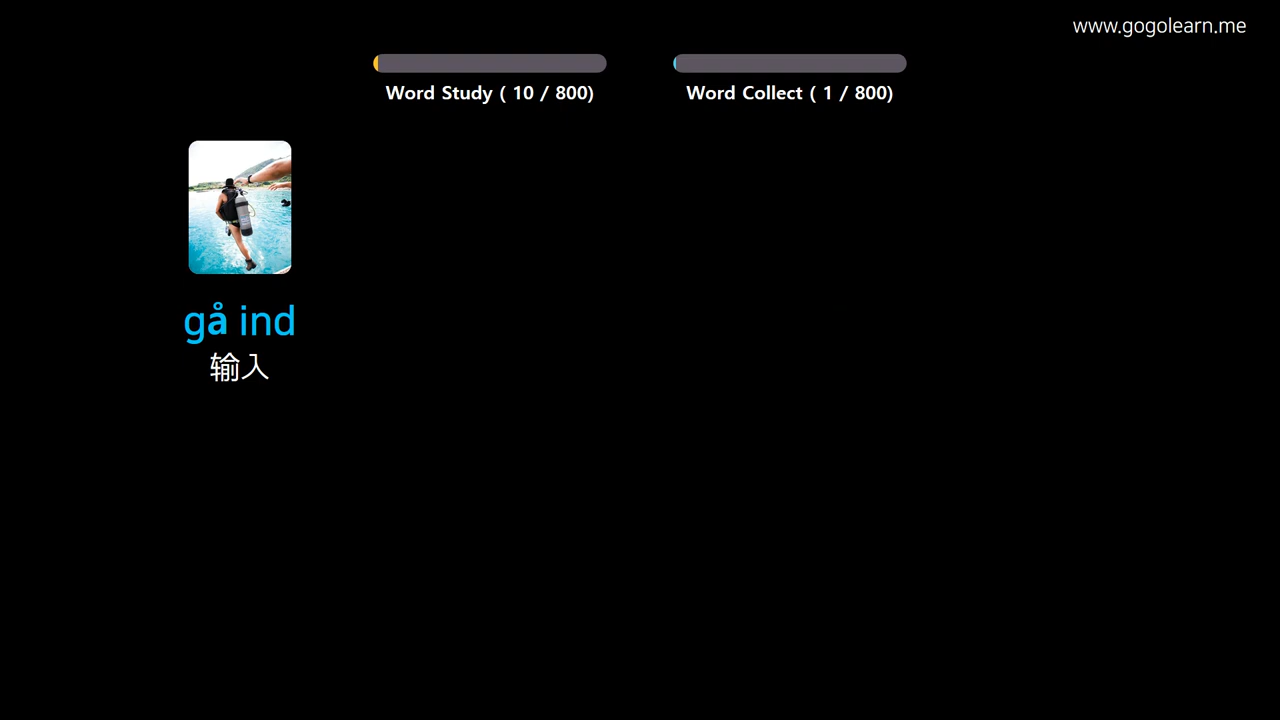 www.gogolearn.me
Word Study ( 10 / 800)
Word Collect ( 1 / 800)
gå ind
输入